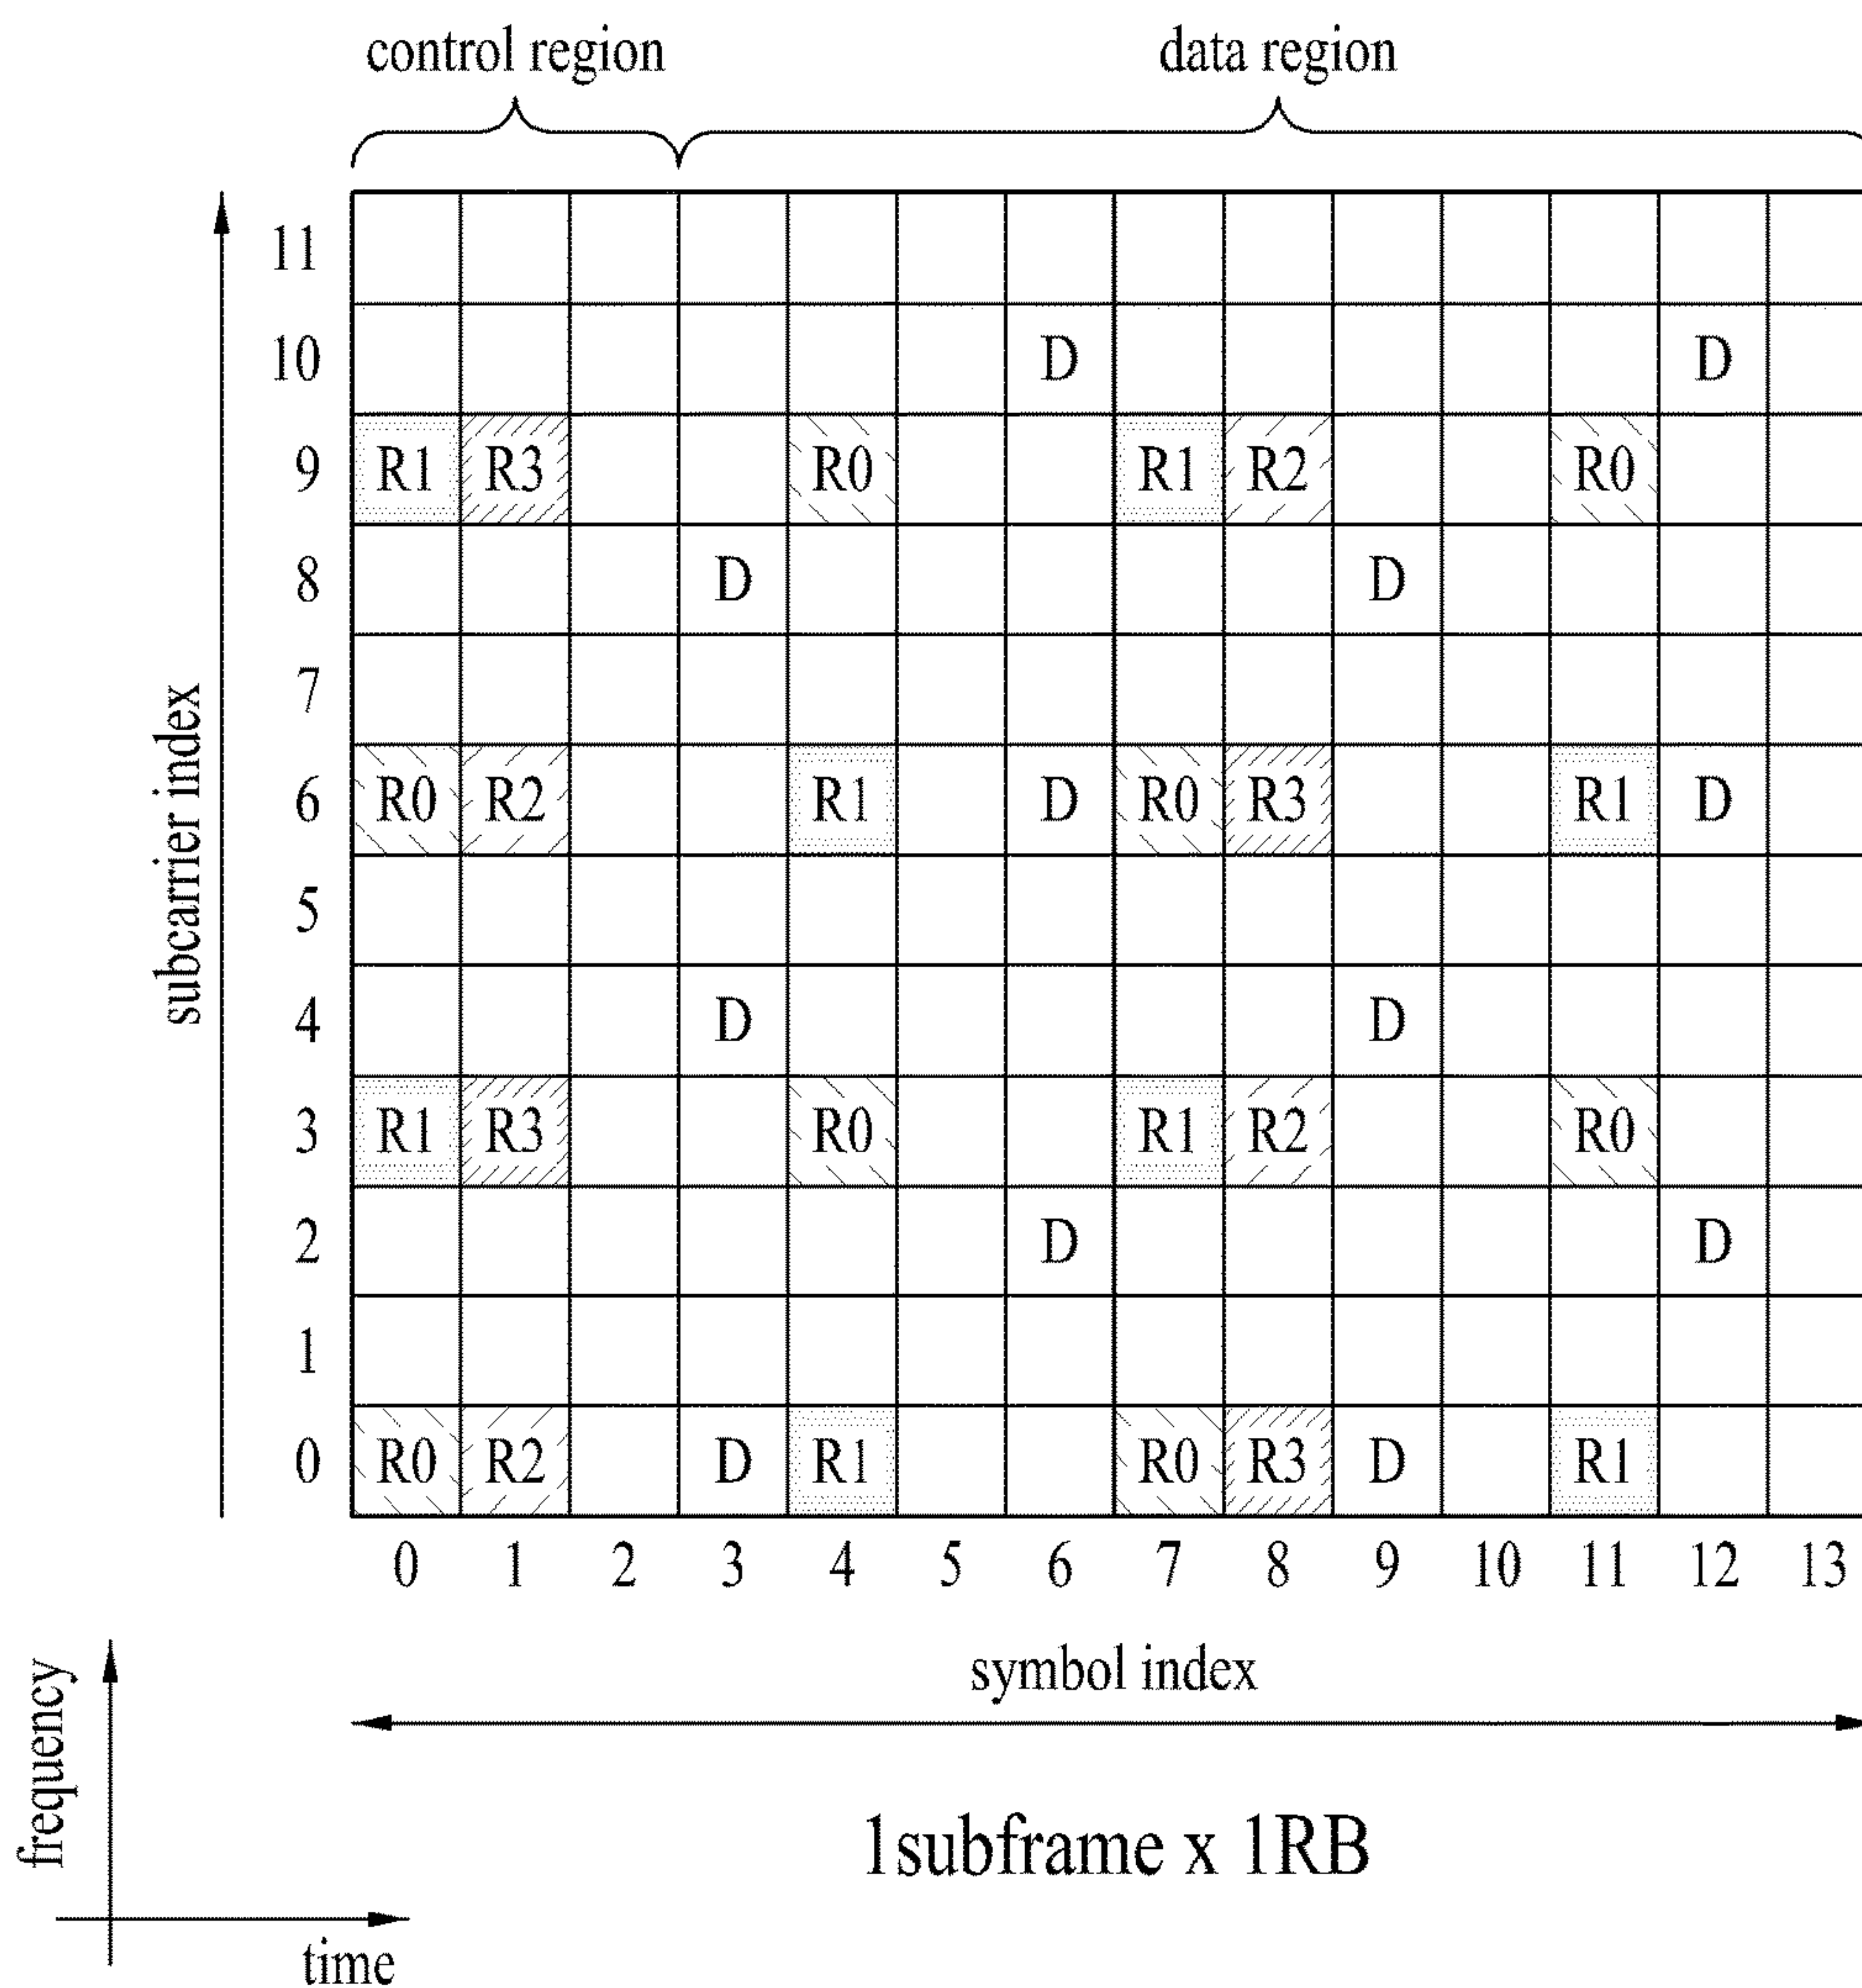 control region data region
11
10 D D
9 R1 R3 R0 R1 R2 R0
8 D D
7
6 R0 R2 R1 D R0 R3 R1 D
5
4 D D
3 R1 R3 R0 R1 R2 R0
2 D D
1
0 R0 R2 D R1 R0 R3 D R1
0 1 2 3 4 5 6 7 8 9 10 11 12 13
subcarrier index
symbol index
1subframe x 1RB
frequency
time